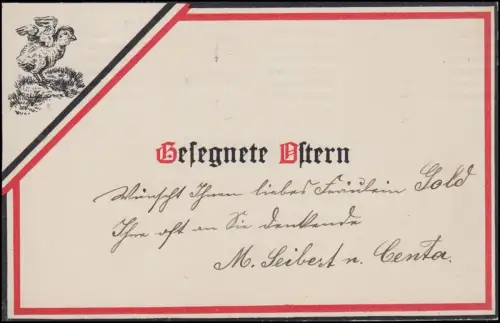 Gesegnete Ostern
Wünscht Ihnen liebes Fräulein Gold
Ihre oft an Sie denkende
M. Seibert u. Centa.